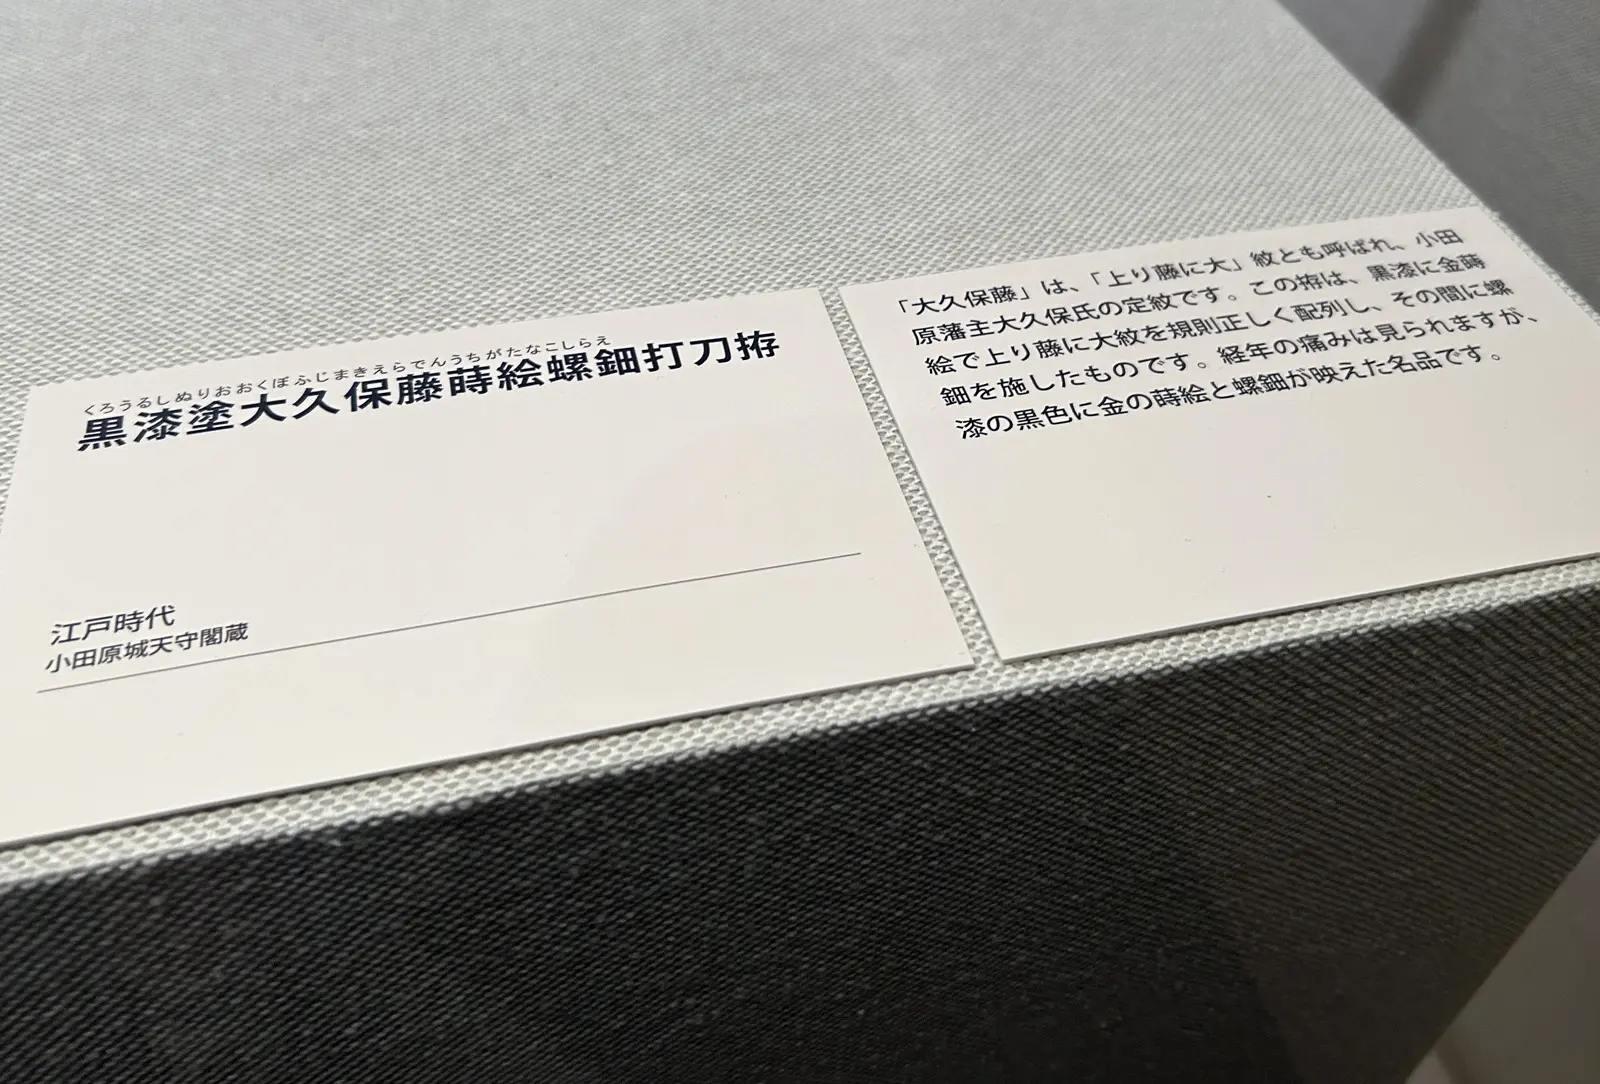 くろうるしぬりおおくぼふじまきえらでんうちがたなこしらえ
黒漆塗大久保藤蒔絵螺鈿打刀拵
江戸時代
小田原城天守閣蔵
「大久保藤」は、「上り藤に大」紋とも呼ばれ、小田
原藩主大久保氏の定紋です。この拵は、黒漆に金蒔
絵で上り藤に大紋を規則正しく配列し、その間に螺
鈿を施したものです。経年の痛みは見られますが、
漆の黒色に金の蒔絵と螺鈿が映えた名品です。